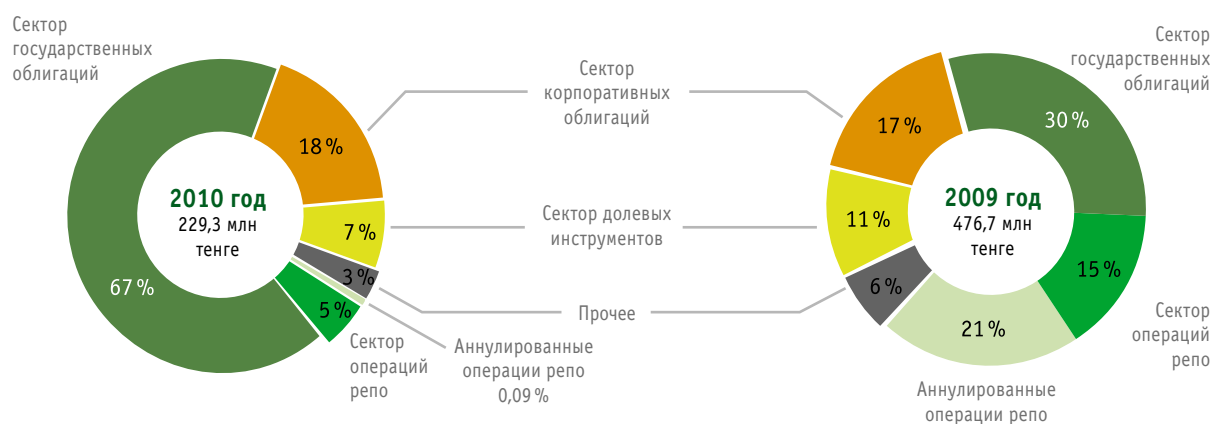 Сектор
государственных
облигаций
18 %
7 %
3 %
5 %
67 %
2010 год
229,3 млн
тенге
Сектор
операций
репо
Аннулированные
операции репо
0,09 %
Сектор
корпоративных
облигаций
Сектор долевых
инструментов
Прочее
Сектор
государственных
облигаций
30 %
17 %
11 %
6 %
21 %
15 %
2009 год
476,7 млн
тенге
Сектор
операций
репо
Аннулированные
операции репо